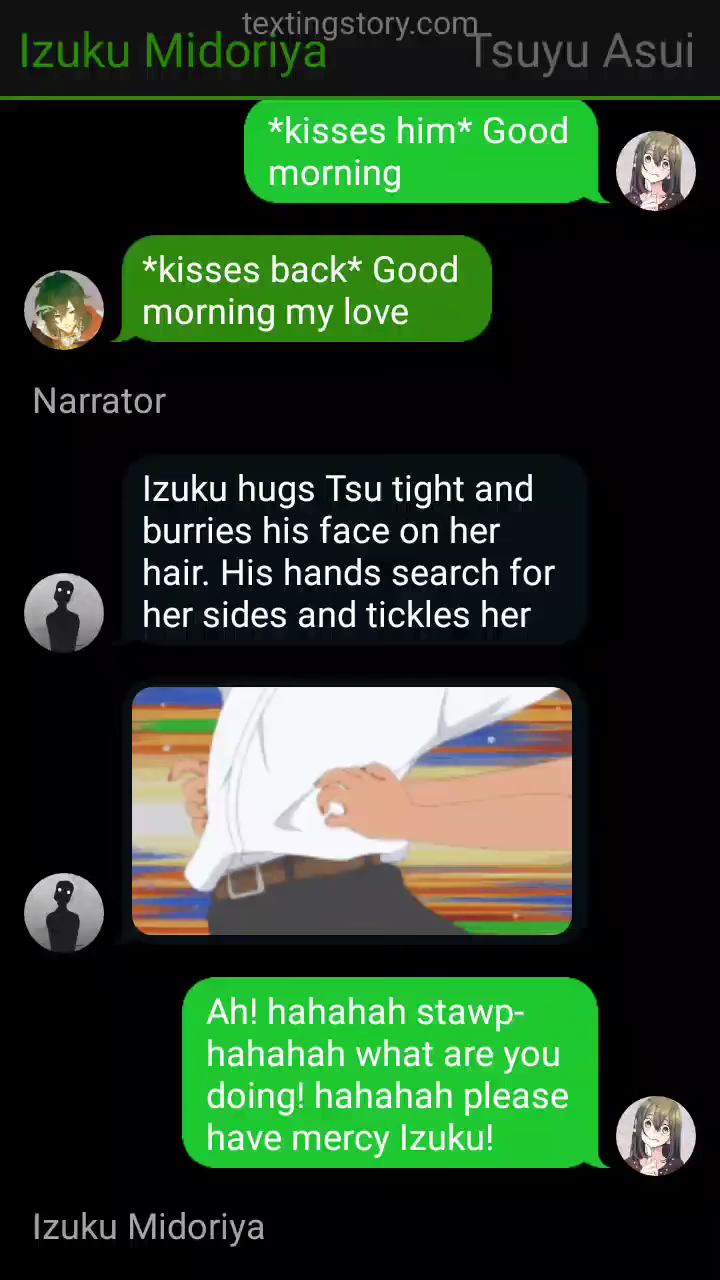 textingstory.com
Izuku Midoriya
Tsuyu Asui
*kisses him* Good
morning
*kisses back* Good
morning my love
Narrator
Izuku hugs Tsu tight and
burries his face on her
hair. His hands search for
her sides and tickles her
Ah! hahahah stawp-
hahahah what are you
doing! hahahah please
have mercy Izuku!
Izuku Midoriya